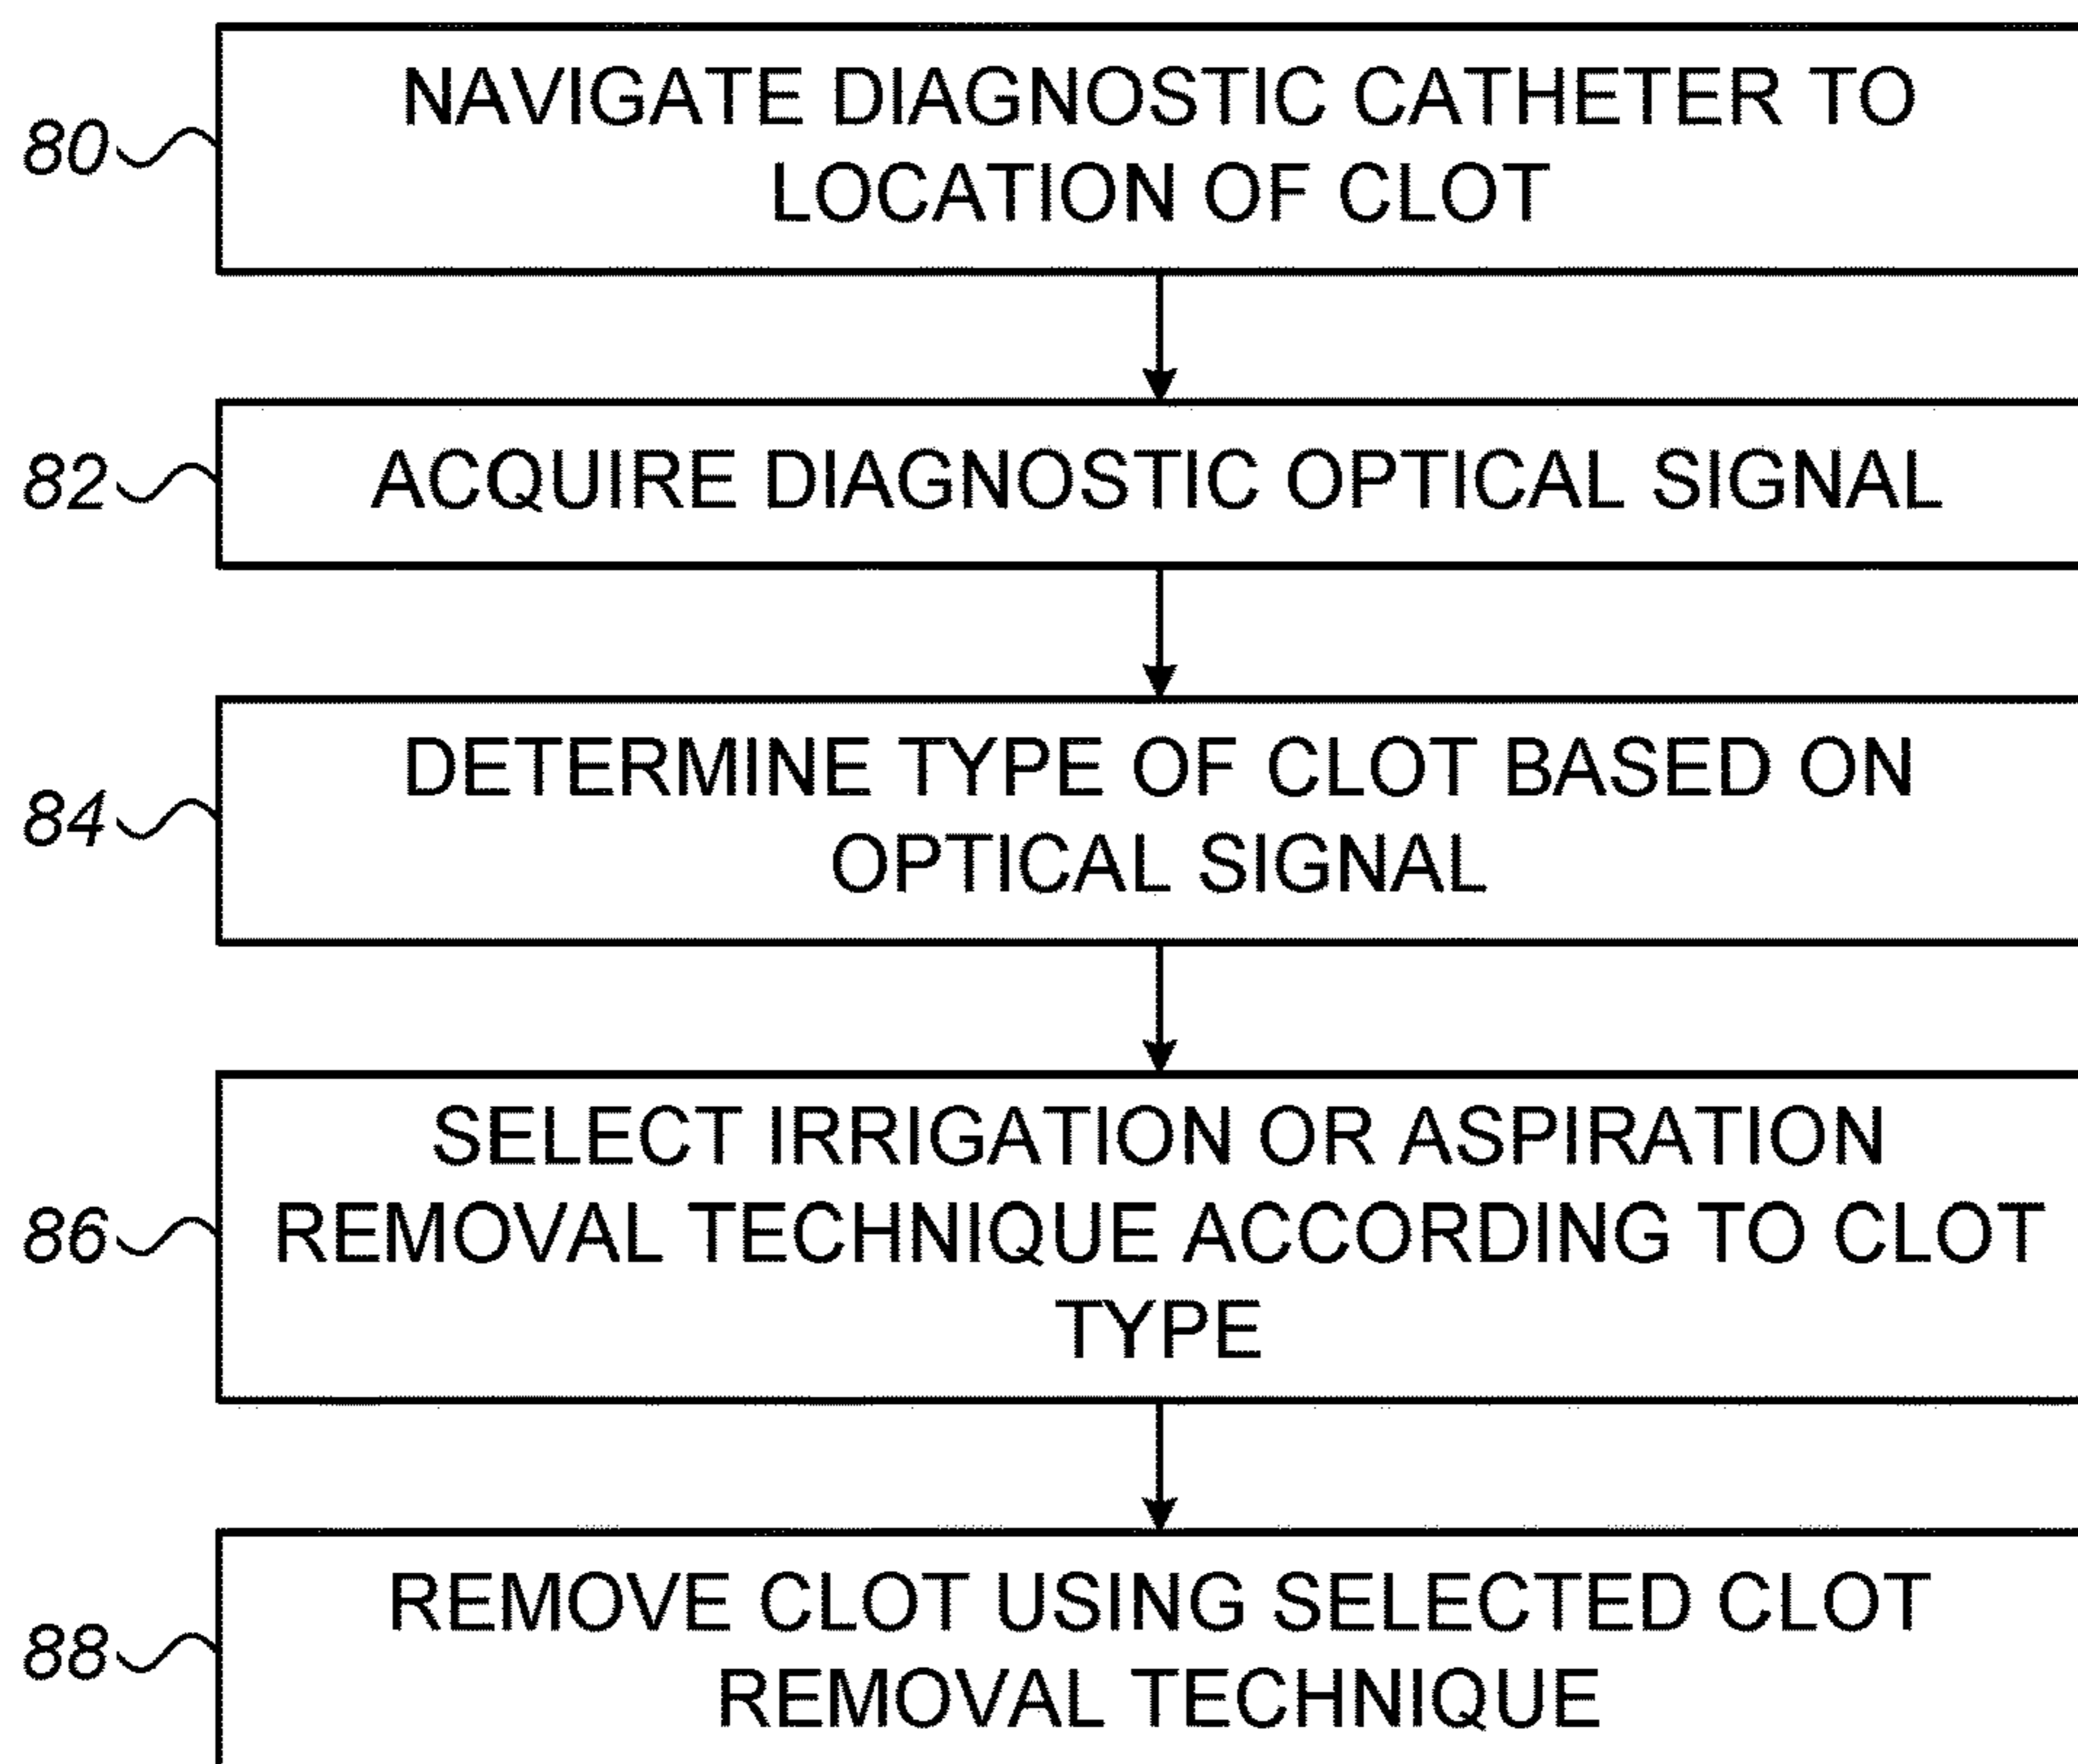 NAVIGATE DIAGNOSTIC CATHETER TO
80
LOCATION OF CLOT
82
ACQUIRE DIAGNOSTIC OPTICAL SIGNAL
DETERMINE TYPE OF CLOT BASED ON
84
OPTICAL SIGNAL
SELECT IRRIGATION OR ASPIRATION
86
REMOVAL TECHNIQUE ACCORDING TO CLOT
TYPE
REMOVE CLOT USING SELECTED CLOT
88
REMOVAL TECHNIQUE